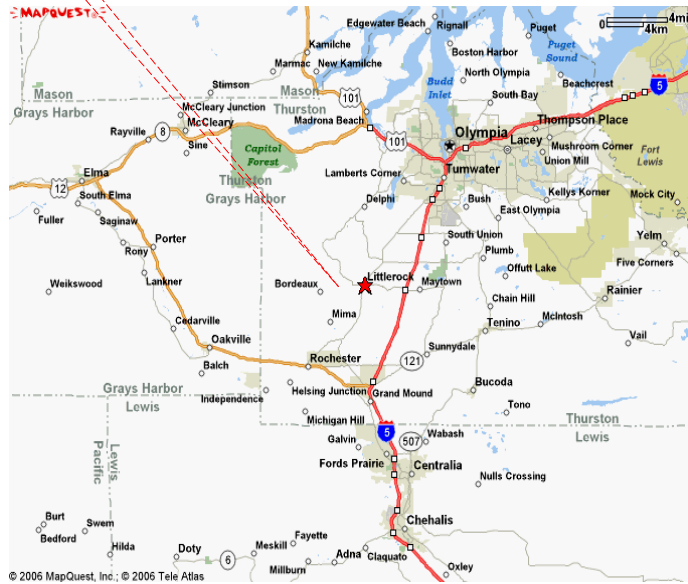 MAPQUEST
Edgewater Beach
Rignall
Puget
4mi
0
4km
Kamilche
Boston Harbor
Puget Sound
Marmac
New Kamilche
Budd Inlet
North Olympia
Beachcrest
5
Stimson
Mason
Grays Harbor
Mason
Thurston
101
South Bay
McCleary Junction
McCleary
Madrona Beach
Thompson Place
Rayville
8
Sine
Capitol Forest
101
Olympia
Lacey
Mushroom Corner
Union Mill
Fort Lewis
Elma
12
Lamberts Corner
Tumwater
Thurston
Grays Harbor
South Elma
Delphi
Bush
Kellys Korner
Mock City
Fuller
Saginaw
East Olympia
Porter
South Union
Yelm
Rony
Plumb
Five Corners
Lankner
Littlerock
Offutt Lake
Weikswood
Bordeaux
Maytown
Rainier
Chain Hill
Mima
McIntosh
Cedarville
Tenino
Vail
Oakville
Sunnydale
Rochester
121
Balch
Grays Harbor
Lewis
Independence
Helsing Junction
Grand Mound
Bucoda
Michigan Hill
Tono
Thurston
Lewis
5
Galvin
507
Wabash
Lewis
Pacific
Fords Prairie
Centralia
Nulls Crossing
Burt
Swem
Chehalis
Bedford
Fayette
Hilda
Doty
Meskill
Adna
6
Claquato
Millburn
Oxley
© 2006 MapQuest, Inc.; © 2006 Tele Atlas